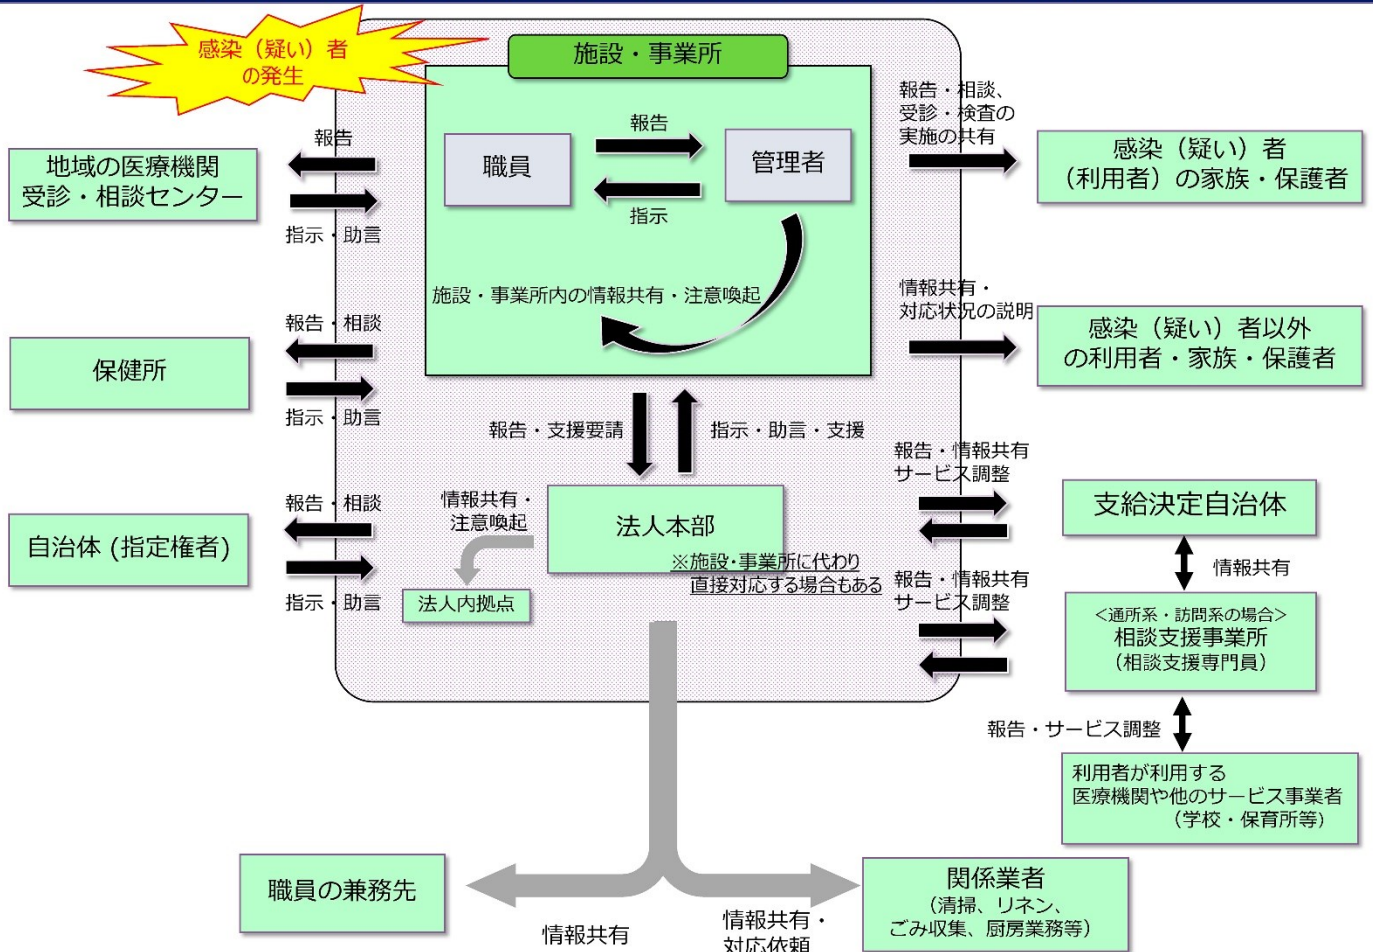 感染（疑い）者
の発生
施設・事業所
職員
報告
指示
管理者
施設・事業所内の情報共有・注意喚起
報告
地域の医療機関
受診・相談センター
指示・助言
報告・相談
保健所
指示・助言
報告・相談
自治体 (指定権者)
指示・助言
報告・相談、
受診・検査の
実施の共有
感染（疑い）者
（利用者）の家族・保護者
情報共有・
対応状況の説明
感染（疑い）者以外
の利用者・家族・保護者
報告・支援要請
指示・助言・支援
法人本部
※施設・事業所に代わり
直接対応する場合もある
情報共有・
注意喚起
法人内拠点
報告・情報共有
サービス調整
支給決定自治体
情報共有
報告・情報共有
サービス調整
＜通所系・訪問系の場合＞
相談支援事業所
（相談支援専門員）
報告・サービス調整
利用者が利用する
医療機関や他のサービス事業者
（学校・保育所等）
職員の兼務先
情報共有
情報共有・
対応依頼
関係業者
（清掃、リネン、
ごみ収集、厨房業務等）